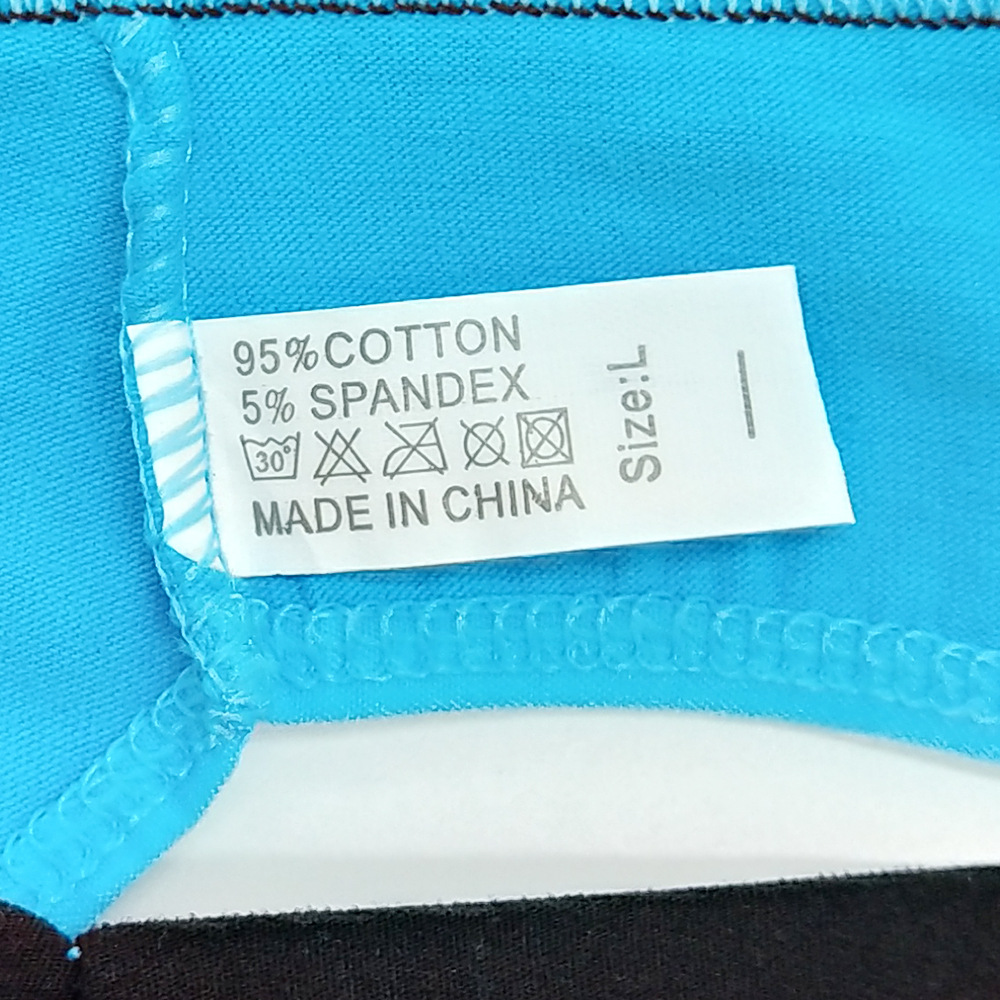 95%COTTON
5% SPANDEX
30°
MADE IN CHINA
Size:L